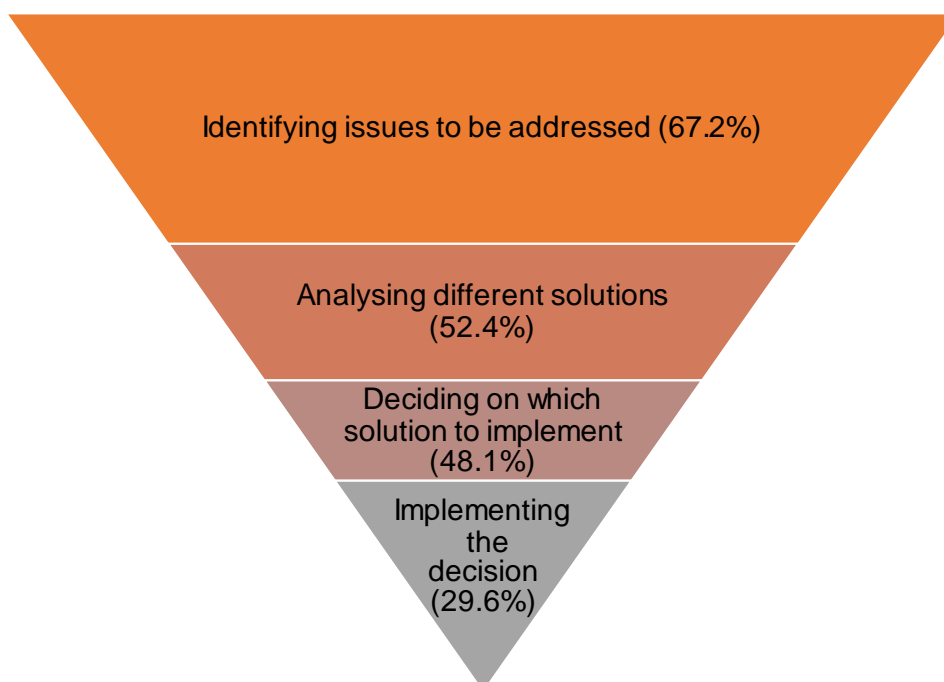 Identifying issues to be addressed (67.2%)
Analysing different solutions
(52.4%)
Deciding on which
solution to implement
(48.1%)
Implementing
the
decision
(29.6%)